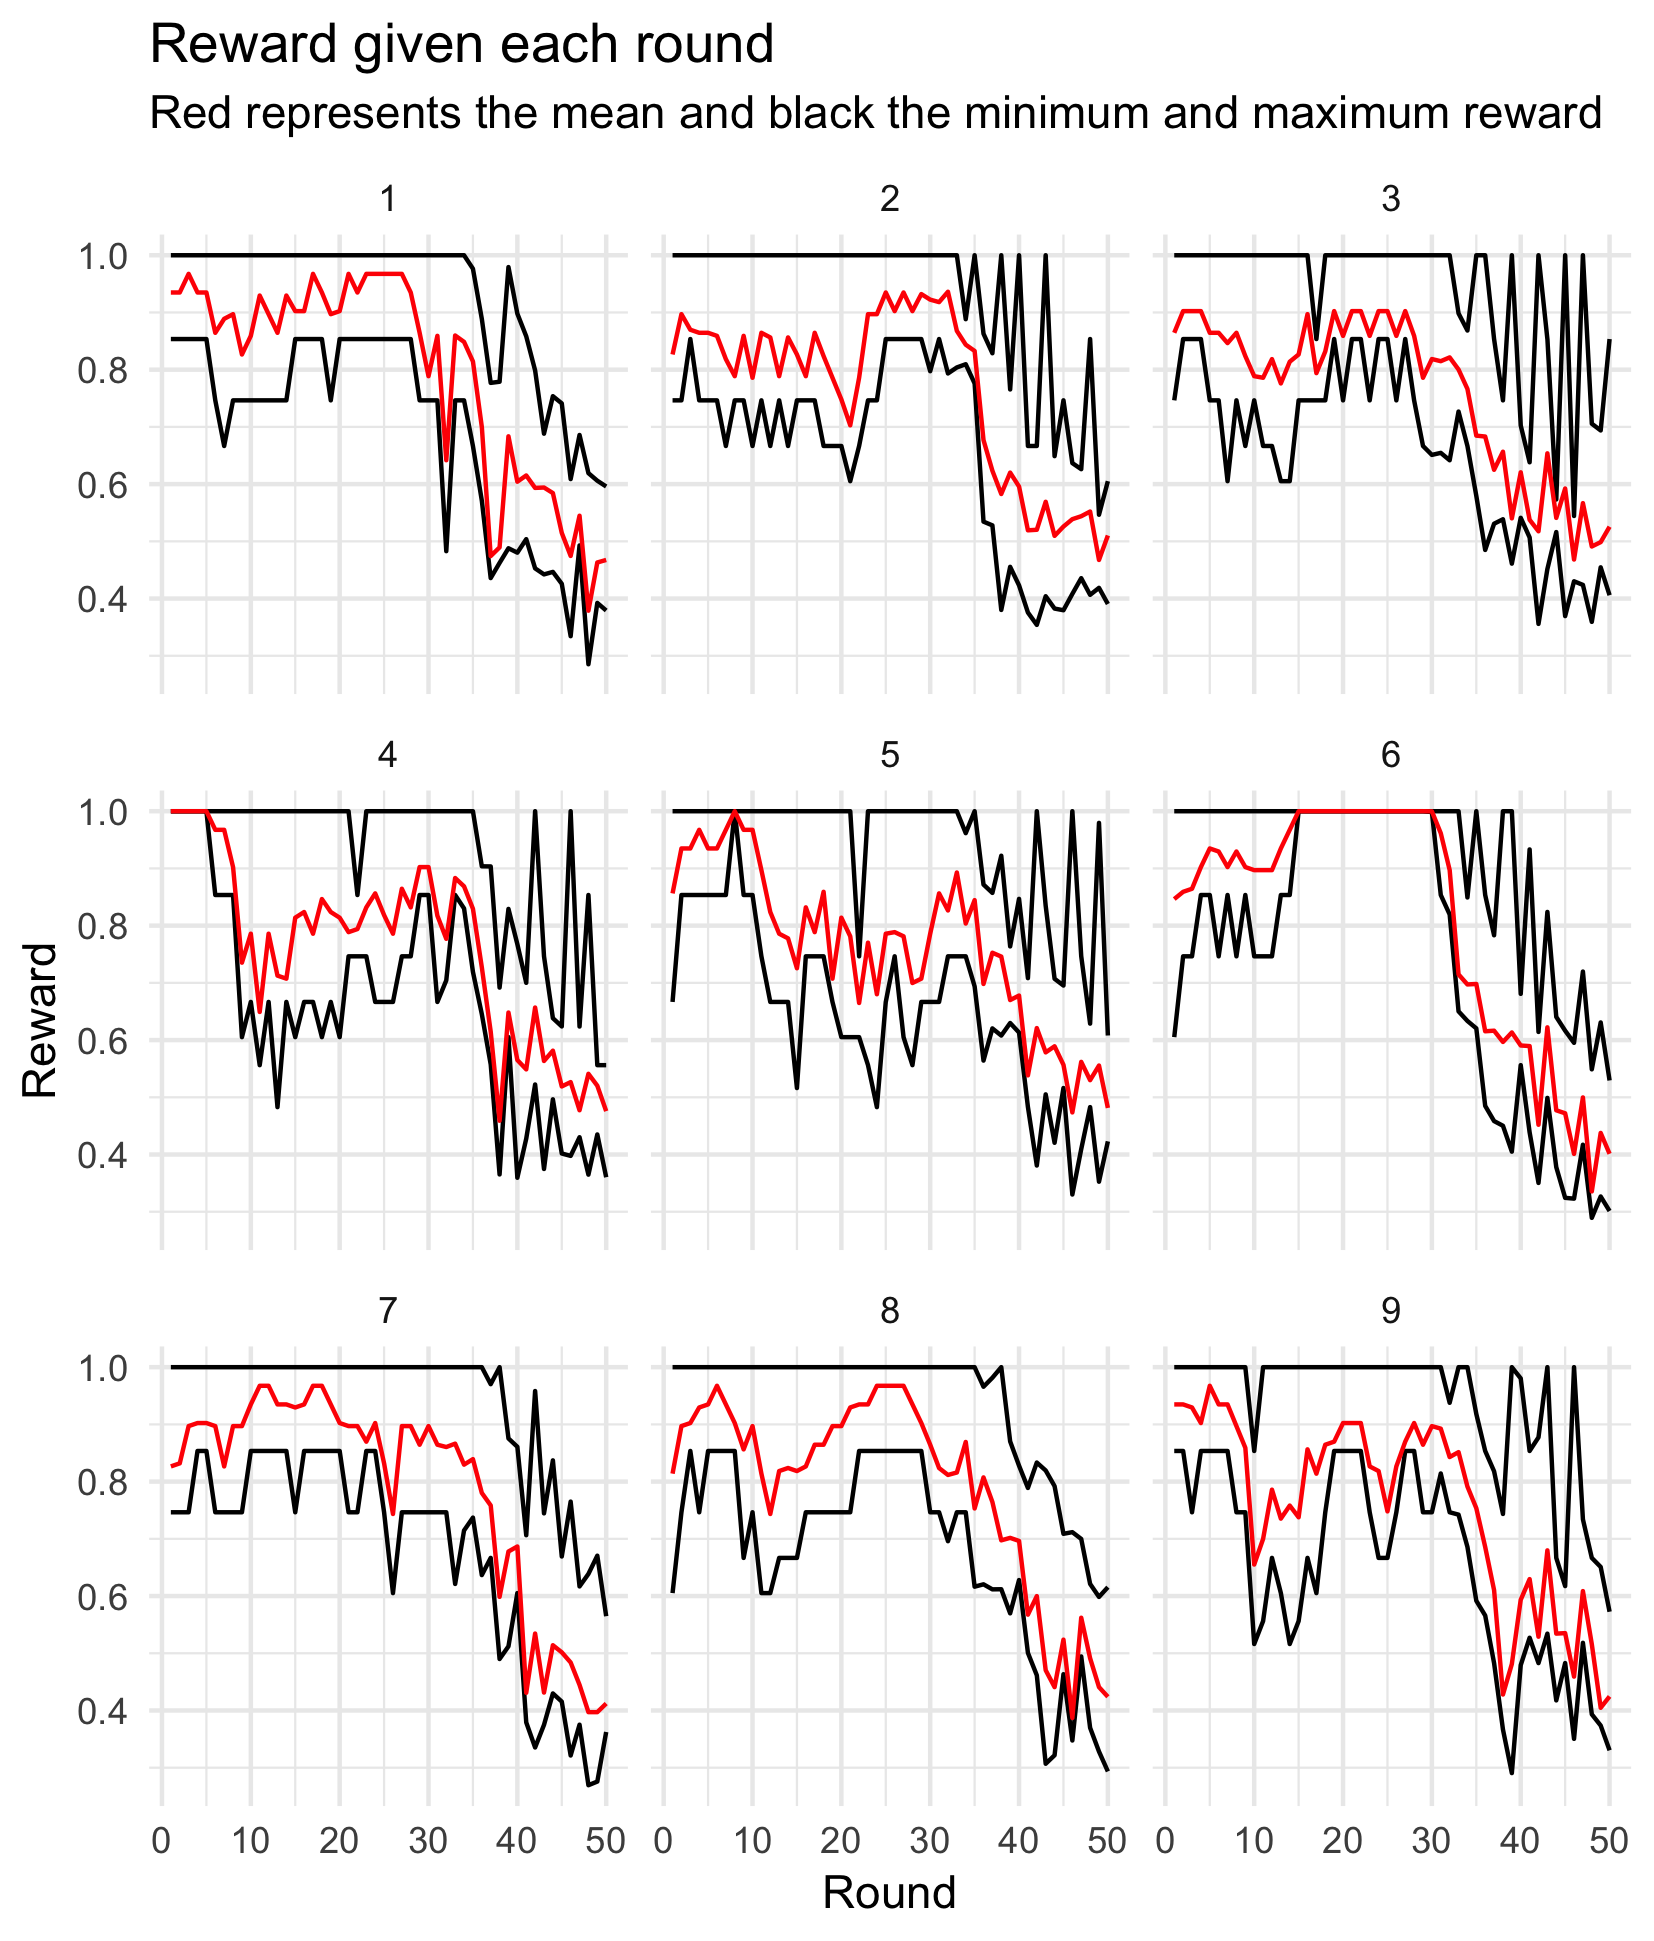 Reward given each round
Red represents the mean and black the minimum and maximum reward
1 2 3
1.0
0.8
0.6
0.4
4 5 6
1.0
0.8
0.6
0.4
Reward
7 8 9
1.0
0.8
0.6
0.4
0 10 20 30 40 50 0 10 20 30 40 50 0 10 20 30 40 50
Round